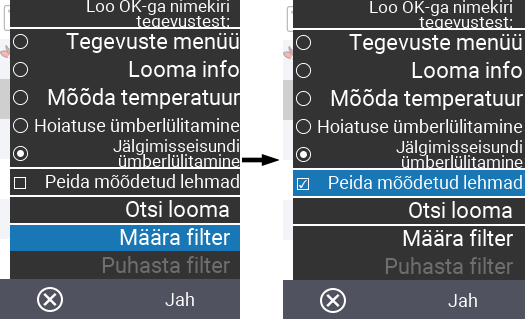 Loo OK-ga nimekiri
tegevustest:
Tegevuste menüü
Looma info
Mõõda temperatuur
Hoiatuse ümberlülitamine
Jälgimisseisundi
ümberlülitamine
Peida mõõdetud lehmad
Otsi looma
Määra filter
Puhasta filter
Jah
Loo OK-ga nimekiri
tegevustest:
Tegevuste menüü
Looma info
Mõõda temperatuur
Hoiatuse ümberlülitamine
Jälgimisseisundi
ümberlülitamine
Peida mõõdetud lehmad
Otsi looma
Määra filter
Puhasta filter
Jah